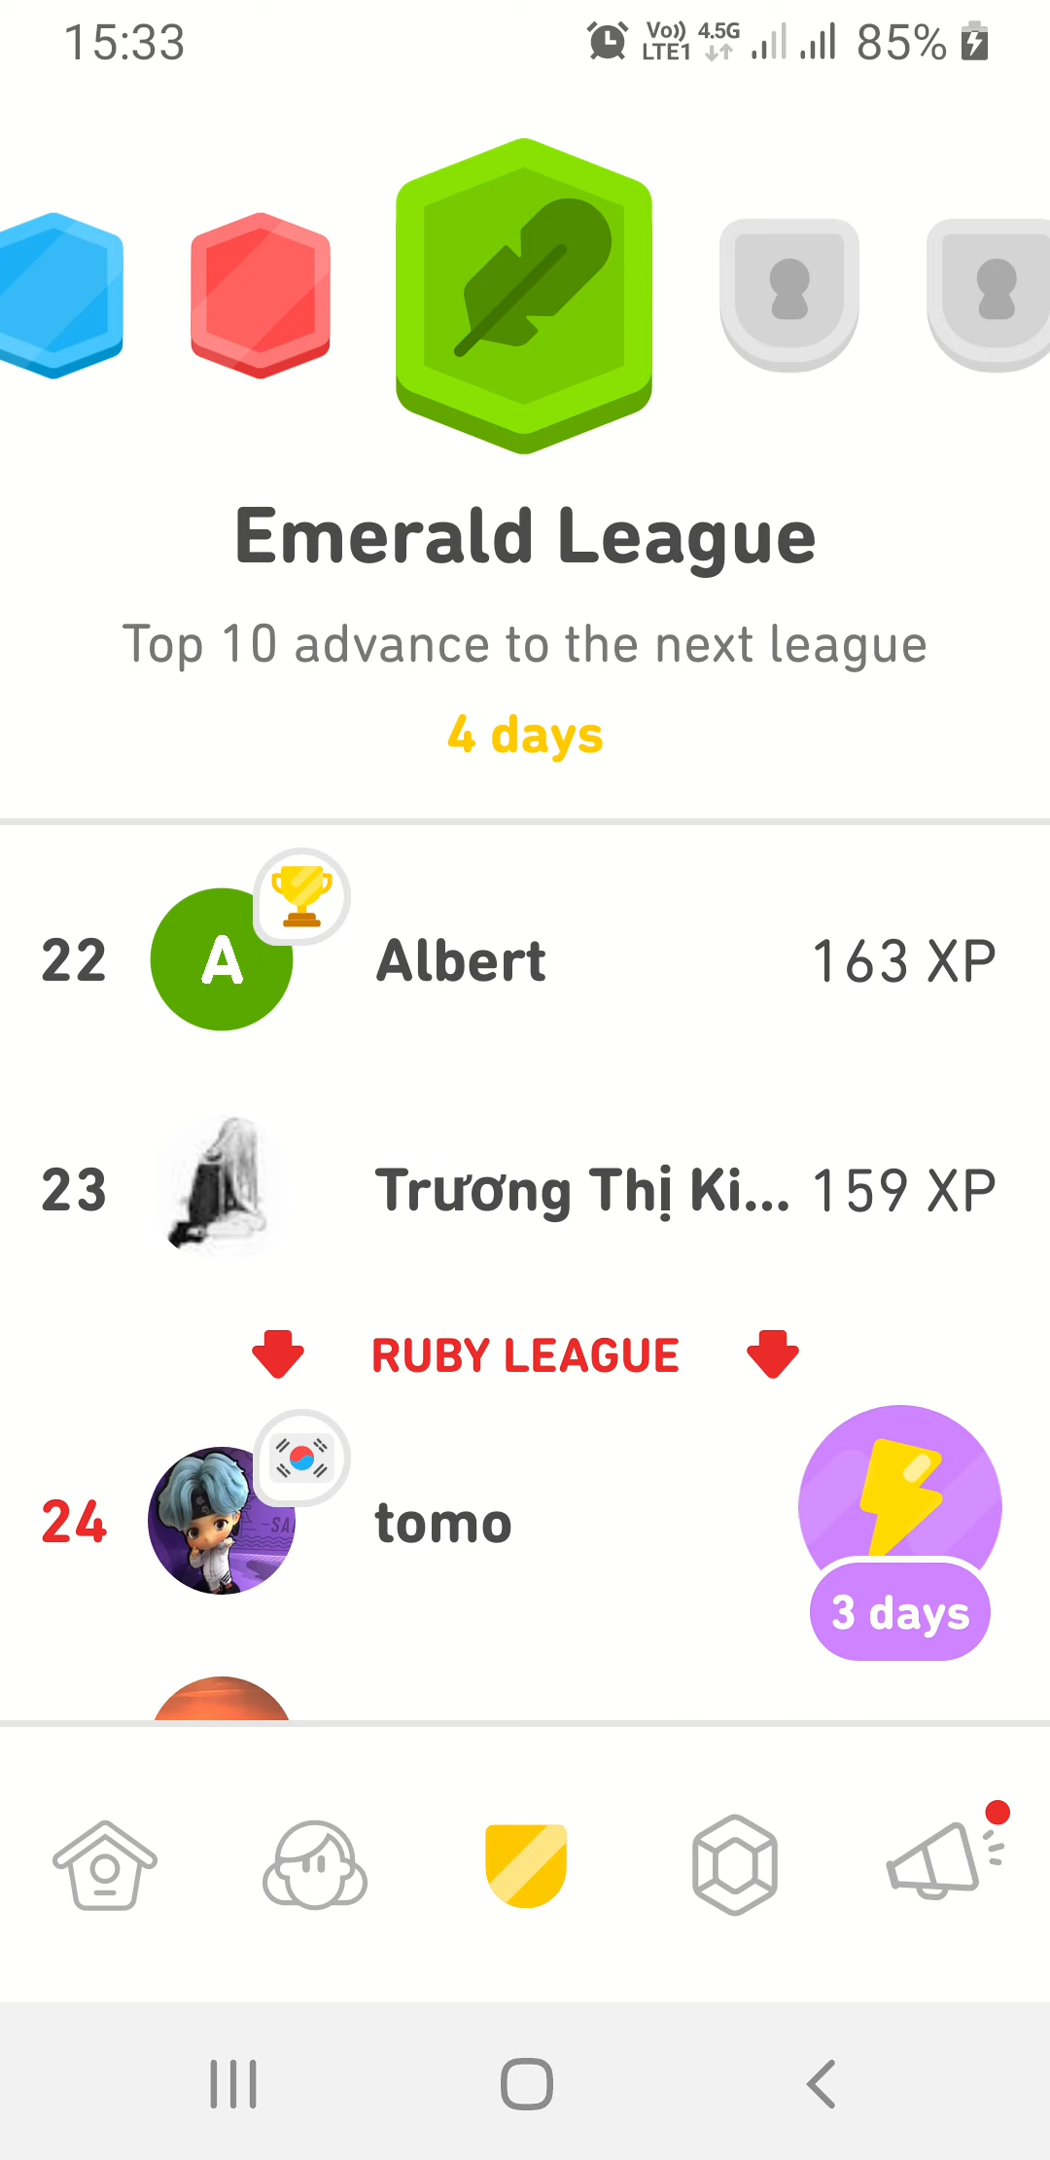 15:33
Vo)) LTE1 4.5G 85%
Emerald League
Top 10 advance to the next league
4 days
22 A Albert 163 XP
23 Trương Thị Ki... 159 XP
RUBY LEAGUE
24 tomo
3 days